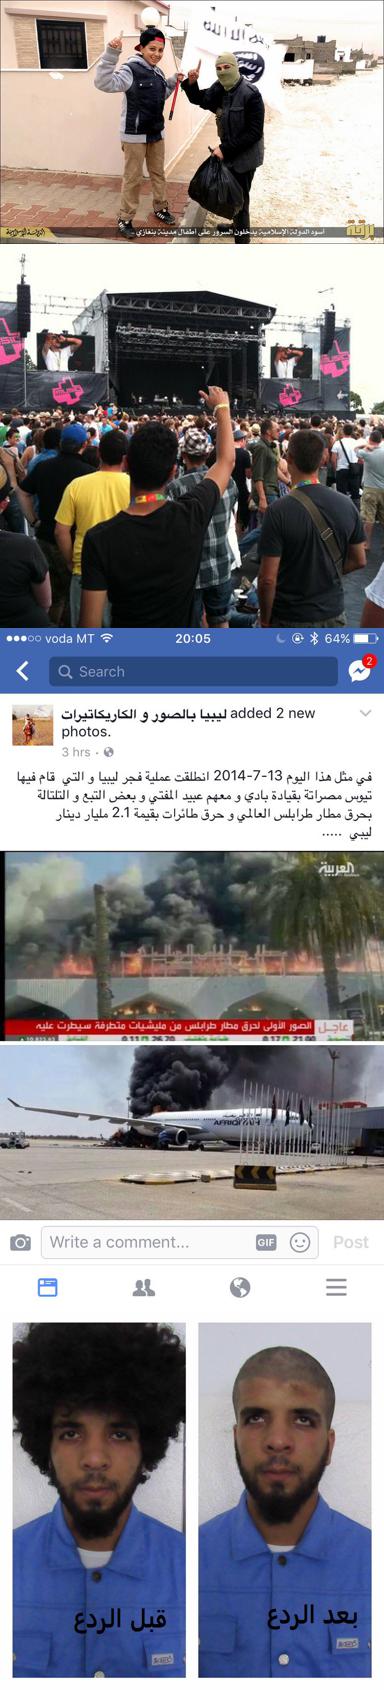 أسود الدولة الإسلامية يدخلون السرور على أطفال مدينة بنغازي ..
برقة
voda MT
20:05
64%
Search
2
ليبيا بالصور و الكاريكاتيرات added 2 new
photos.
3 hrs
في مثل هذا اليوم 13-7-2014 انطلقت عملية فجر ليبيا و التي قام فيها
تيوس مصراتة بقيادة بادي و معهم عبيد المفتي و بعض التبع و التلتالة
بحرق مطار طرابلس العالمي و حرق طائرات بقيمة 2.1 مليار دينار
ليبي .....
العربية
عاجل
الصور الأولى لحرق مطار طرابلس من مليشيات متطرفة سيطرت عليه
AFRIQIYAH
Write a comment...
GIF
Post
قبل الردع
بعد الردع